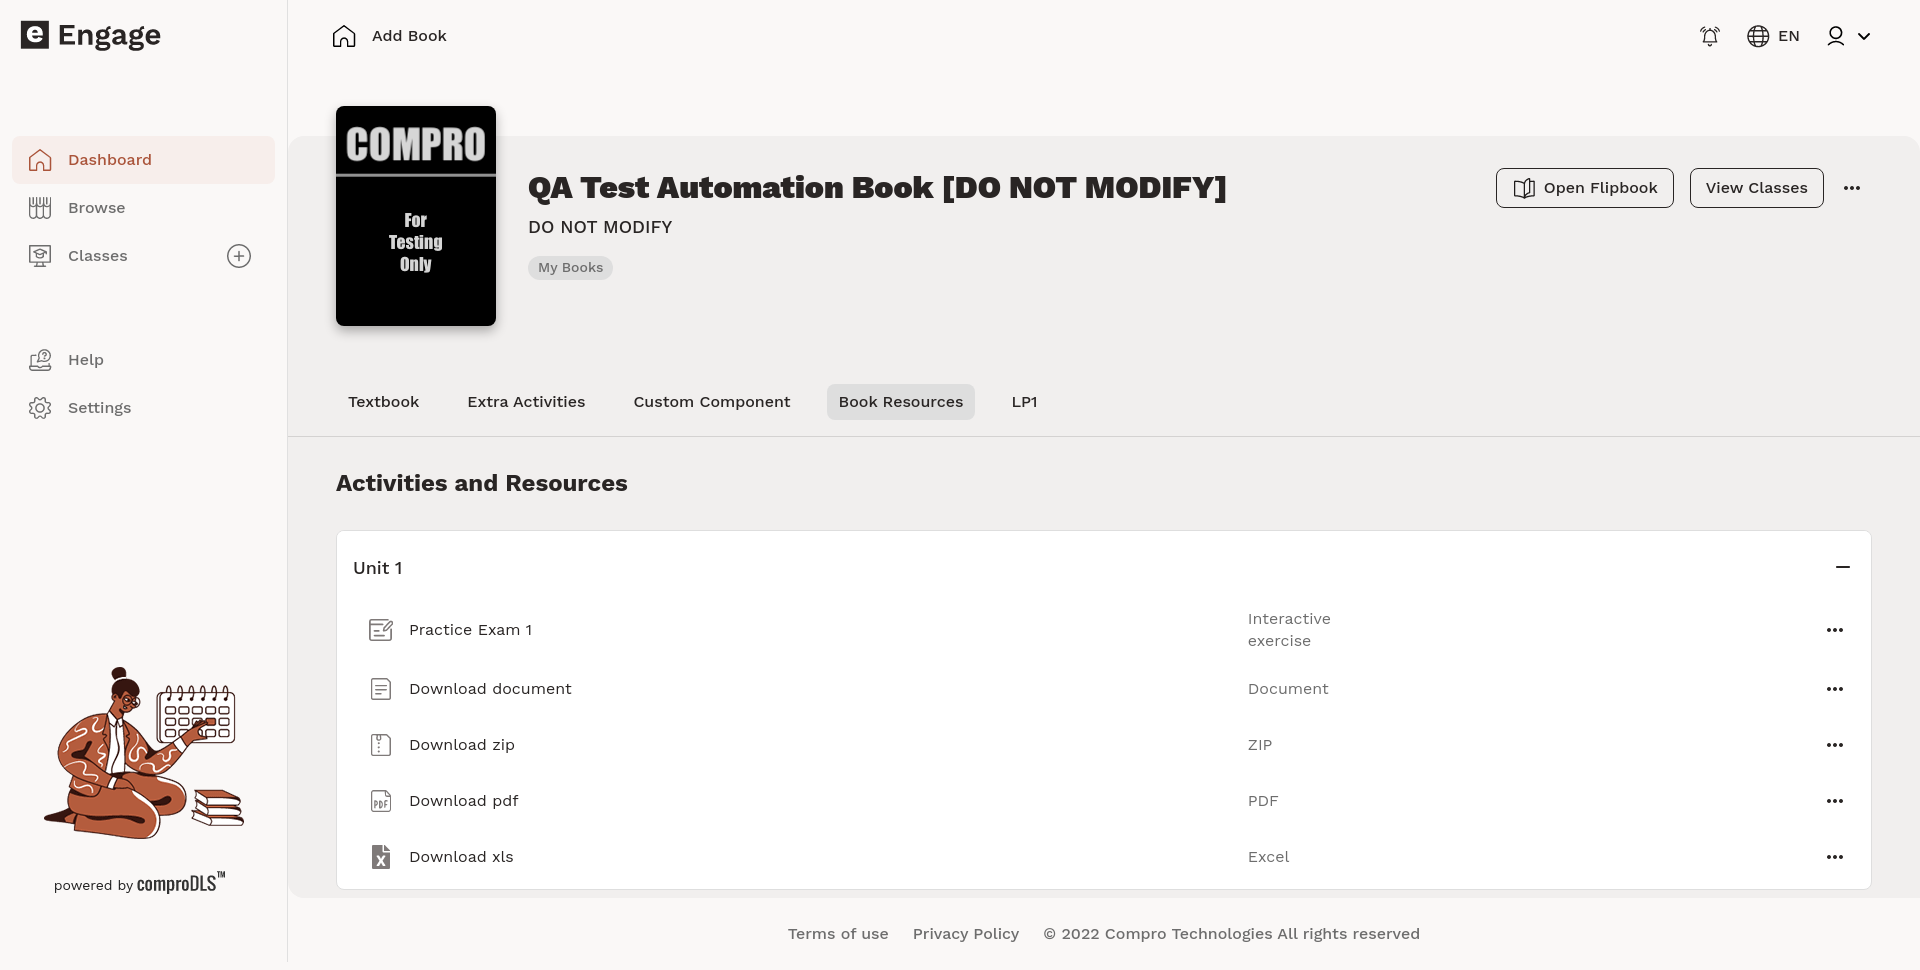 e Engage
Add Book
EN
Dashboard
Browse
Classes
Help
Settings
powered by comproDLS™
COMPRO
For
Testing
Only
QA Test Automation Book [DO NOT MODIFY]
DO NOT MODIFY
My Books
Open Flipbook
View Classes
Textbook
Extra Activities
Custom Component
Book Resources
LP1
Activities and Resources
Unit 1
Practice Exam 1
Interactive
exercise
Download document
Document
Download zip
ZIP
PDF
Download pdf
PDF
X
Download xls
Excel
Terms of use
Privacy Policy
© 2022 Compro Technologies All rights reserved